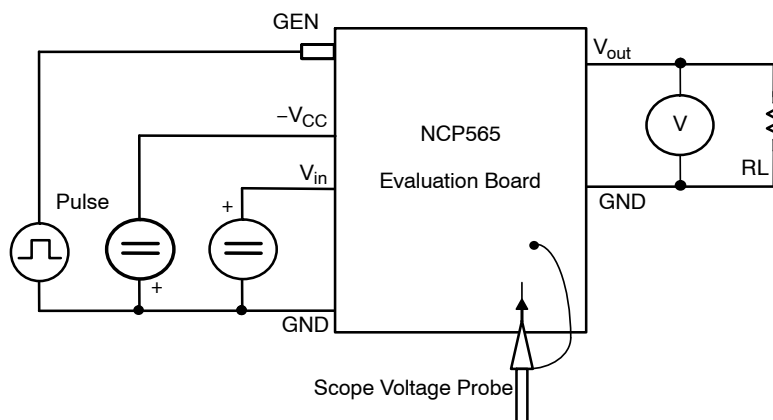 GEN
V_out
−V_CC
NCP565
V
V_in
Evaluation Board
RL
Pulse
+
GND
+
GND
Scope Voltage Probe